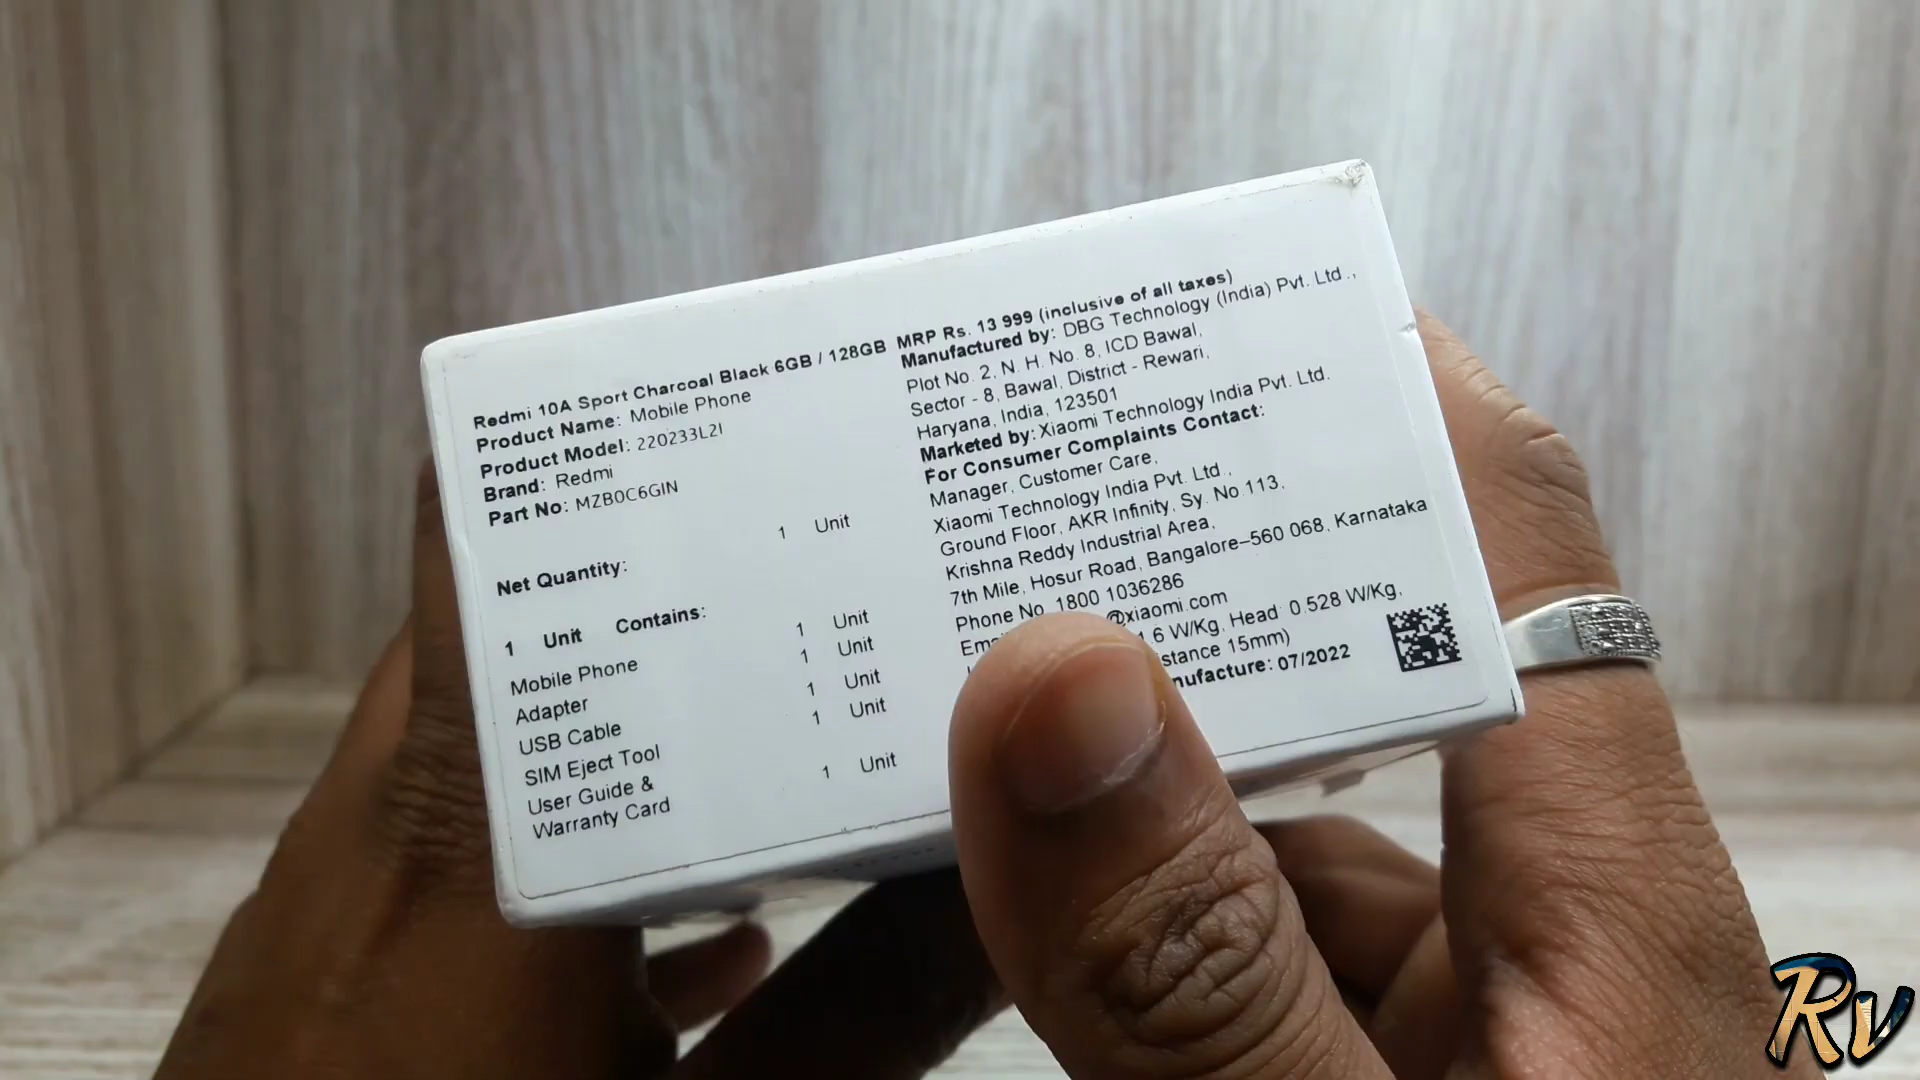 Redmi 10A Sport Charcoal Black 6GB / 128GB
Product Name: Mobile Phone
Product Model: 220233L2I
Brand: Redmi
Part No: MZB0C6GIN
Net Quantity: 1 Unit
1 Unit Contains:
Mobile Phone 1 Unit
Adapter 1 Unit
USB Cable 1 Unit
SIM Eject Tool 1 Unit
User Guide &
Warranty Card 1 Unit
MRP Rs. 13 999 (inclusive of all taxes)
Manufactured by: DBG Technology (India) Pvt. Ltd.,
Plot No. 2, N. H. No. 8, ICD Bawal,
Sector - 8, Bawal, District - Rewari,
Haryana, India, 123501
Marketed by: Xiaomi Technology India Pvt. Ltd.
For Consumer Complaints Contact:
Manager, Customer Care,
Xiaomi Technology India Pvt. Ltd.,
Ground Floor, AKR Infinity, Sy. No.113,
Krishna Reddy Industrial Area,
7th Mile, Hosur Road, Bangalore–560 068, Karnataka
Phone No. 1800 1036286
@xiaomi.com
W/Kg, Head: 0.528 W/Kg,
15mm)
07/2022
Rv